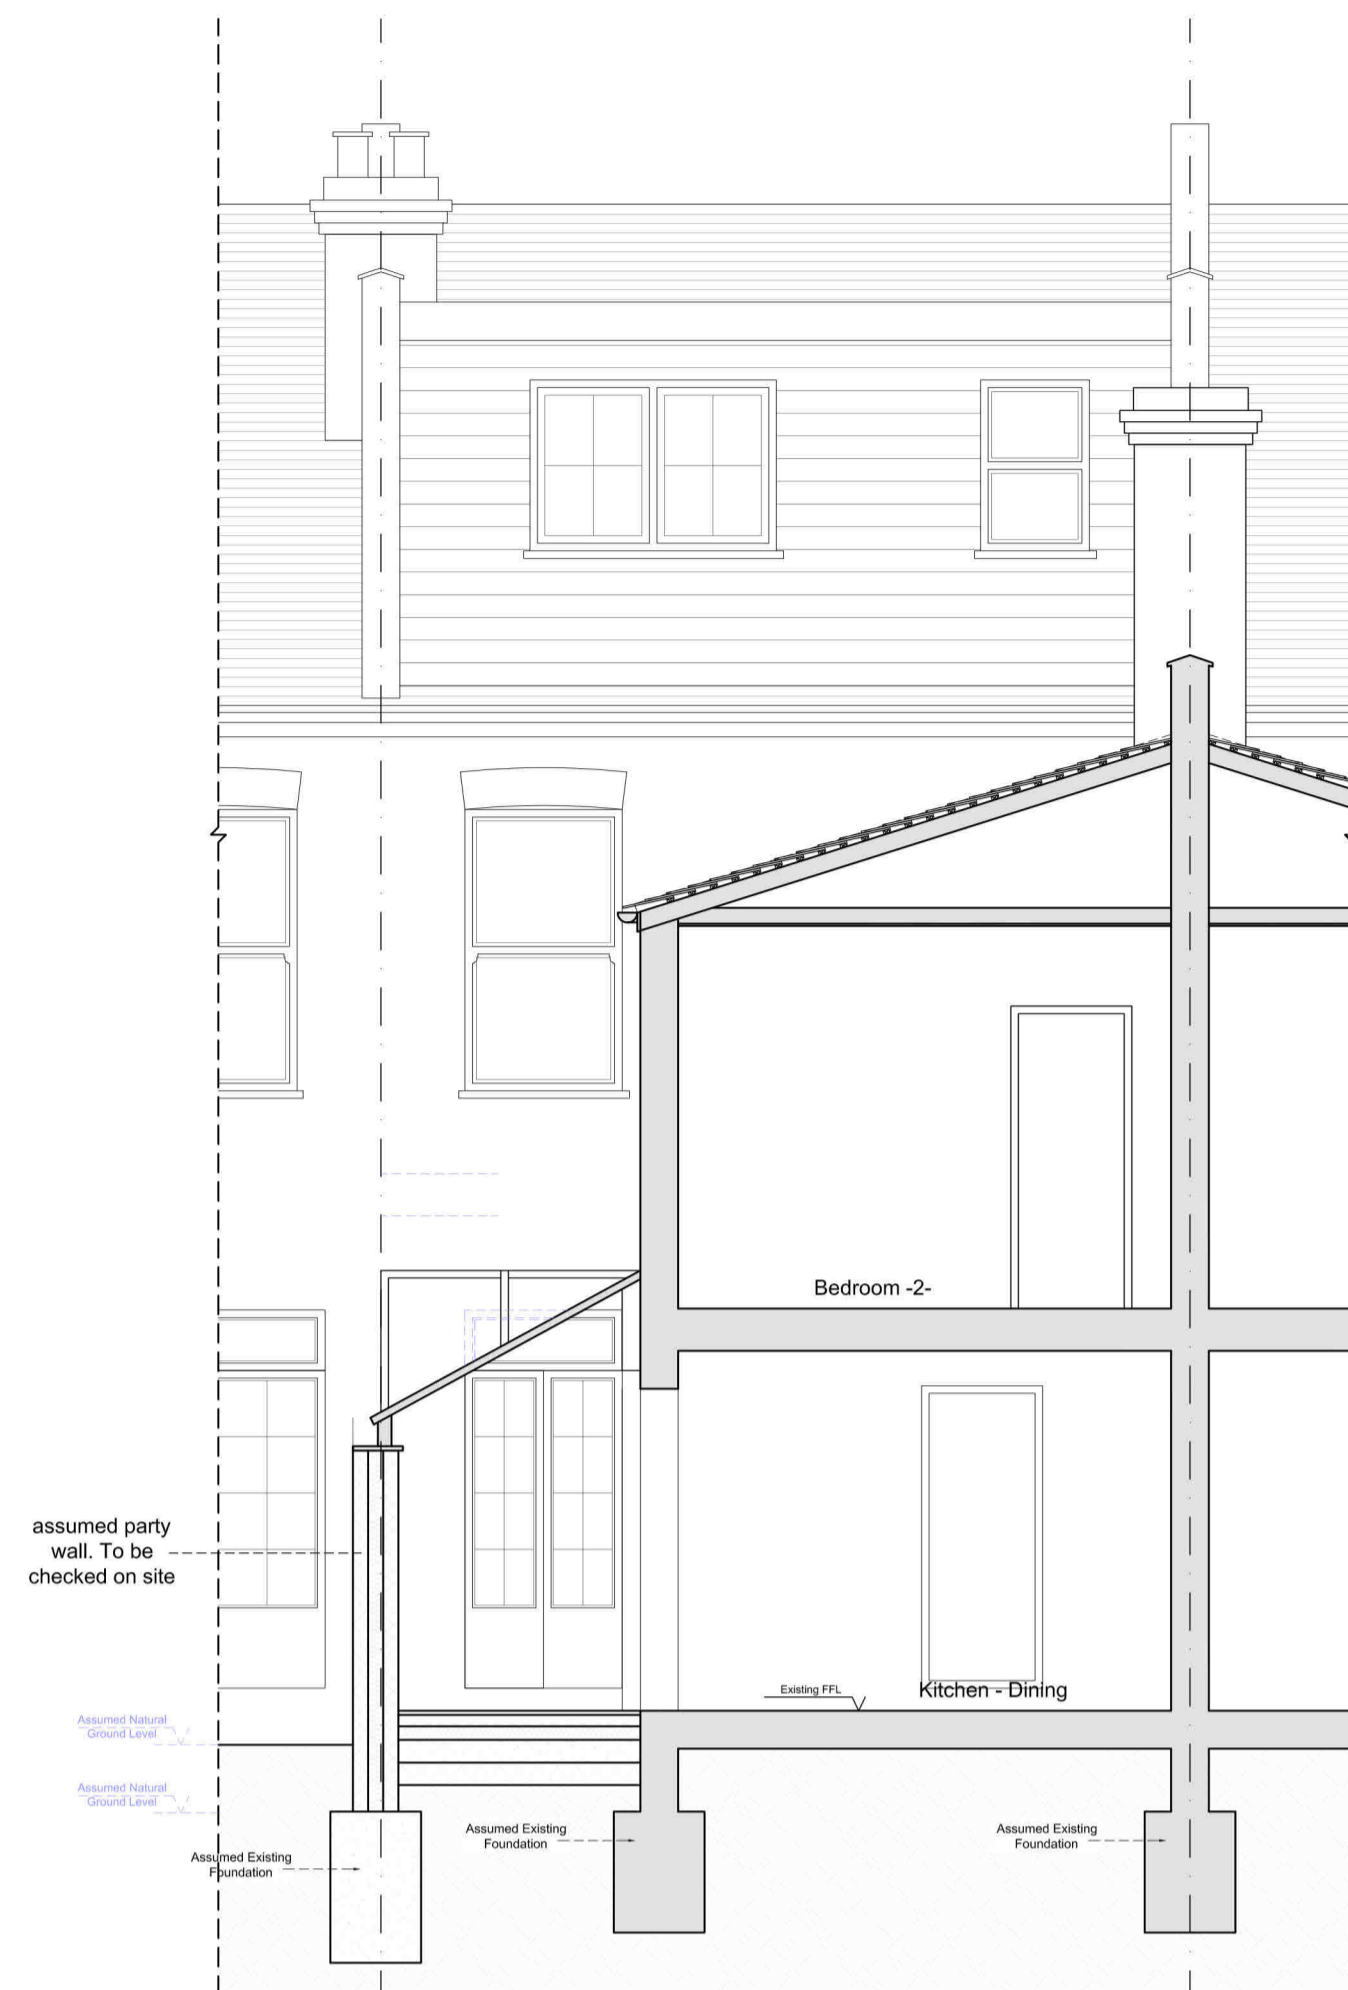 Bedroom -2-
assumed party
wall. To be
checked on site
Existing FFL
Kitchen - Dining
Assumed Natural
Ground Level
Assumed Natural
Ground Level
Assumed Existing
Foundation
Assumed Existing
Foundation
Assumed Existing
Foundation